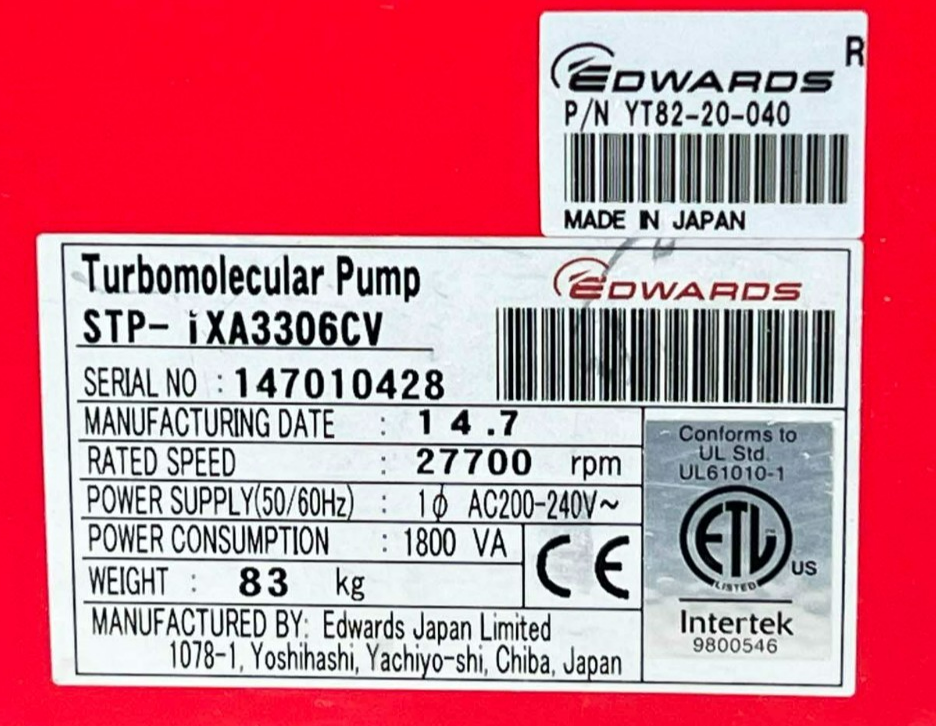 EDWARDS R
P/N YT82-20-040
MADE IN JAPAN
Turbomolecular Pump
EDWARDS
STP- iXA3306CV
SERIAL NO : 147010428
MANUFACTURING DATE : 14.7
RATED SPEED : 27700 rpm
POWER SUPPLY(50/60Hz) : 1ϕ AC200-240V~
POWER CONSUMPTION : 1800 VA
WEIGHT : 83 kg
CE
MANUFACTURED BY: Edwards Japan Limited
1078-1, Yoshihashi, Yachiyo-shi, Chiba, Japan
Conforms to
UL Std.
UL61010-1
ETL
LISTED
US
Intertek
9800546